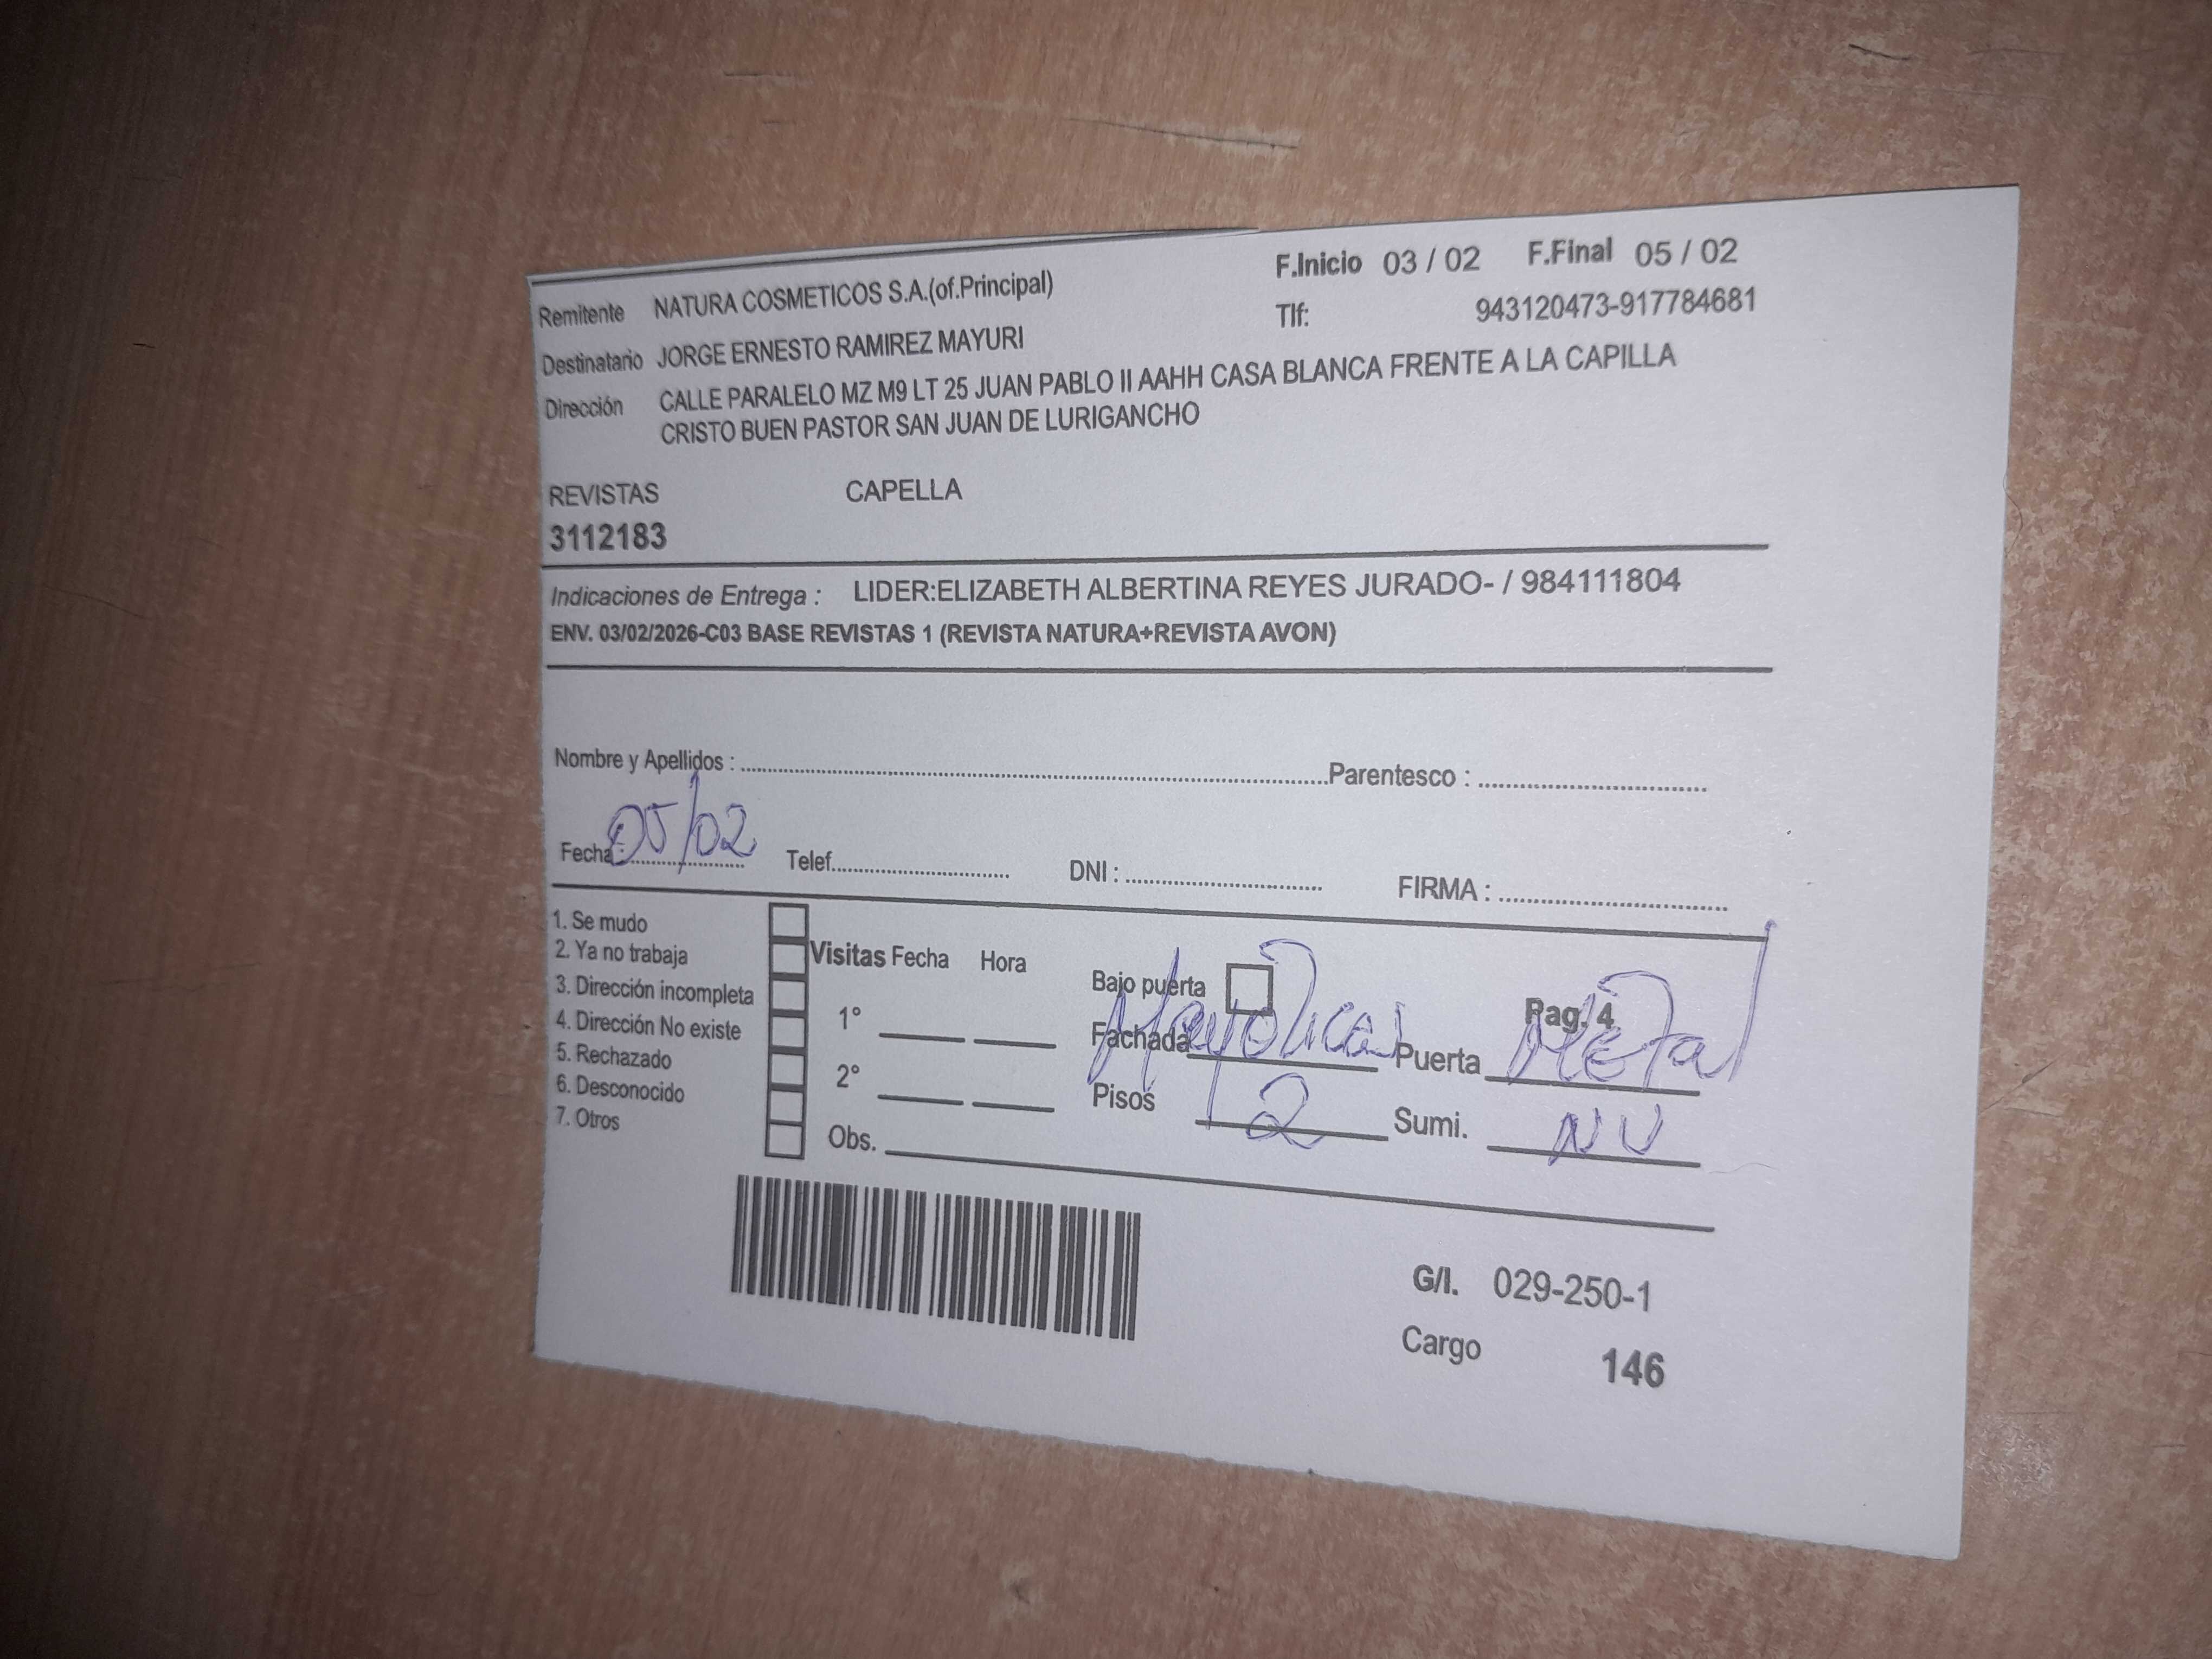 Remitente NATURA COSMETICOS S.A.(of.Principal) F.Inicio 03 / 02 F.Final 05 / 02
Destinatario JORGE ERNESTO RAMIREZ MAYURI Tlf: 943120473-917784681
Dirección CALLE PARALELO MZ M9 LT 25 JUAN PABLO II AAHH CASA BLANCA FRENTE A LA CAPILLA
CRISTO BUEN PASTOR SAN JUAN DE LURIGANCHO
REVISTAS CAPELLA
3112183
Indicaciones de Entrega : LIDER:ELIZABETH ALBERTINA REYES JURADO- / 984111804
ENV. 03/02/2026-C03 BASE REVISTAS 1 (REVISTA NATURA+REVISTA AVON)
Nombre y Apellidos : Parentesco :
Fecha : 05/02 Telef. DNI : FIRMA :
1. Se mudo
2. Ya no trabaja
3. Dirección incompleta
4. Dirección No existe
5. Rechazado
6. Desconocido
7. Otros
Visitas Fecha Hora
1°
2°
Obs.
Bajo puerta Pag. 4
Fachada Mayolicas Puerta Metal
Pisos 2 Sumi. NV
G/I. 029-250-1
Cargo 146